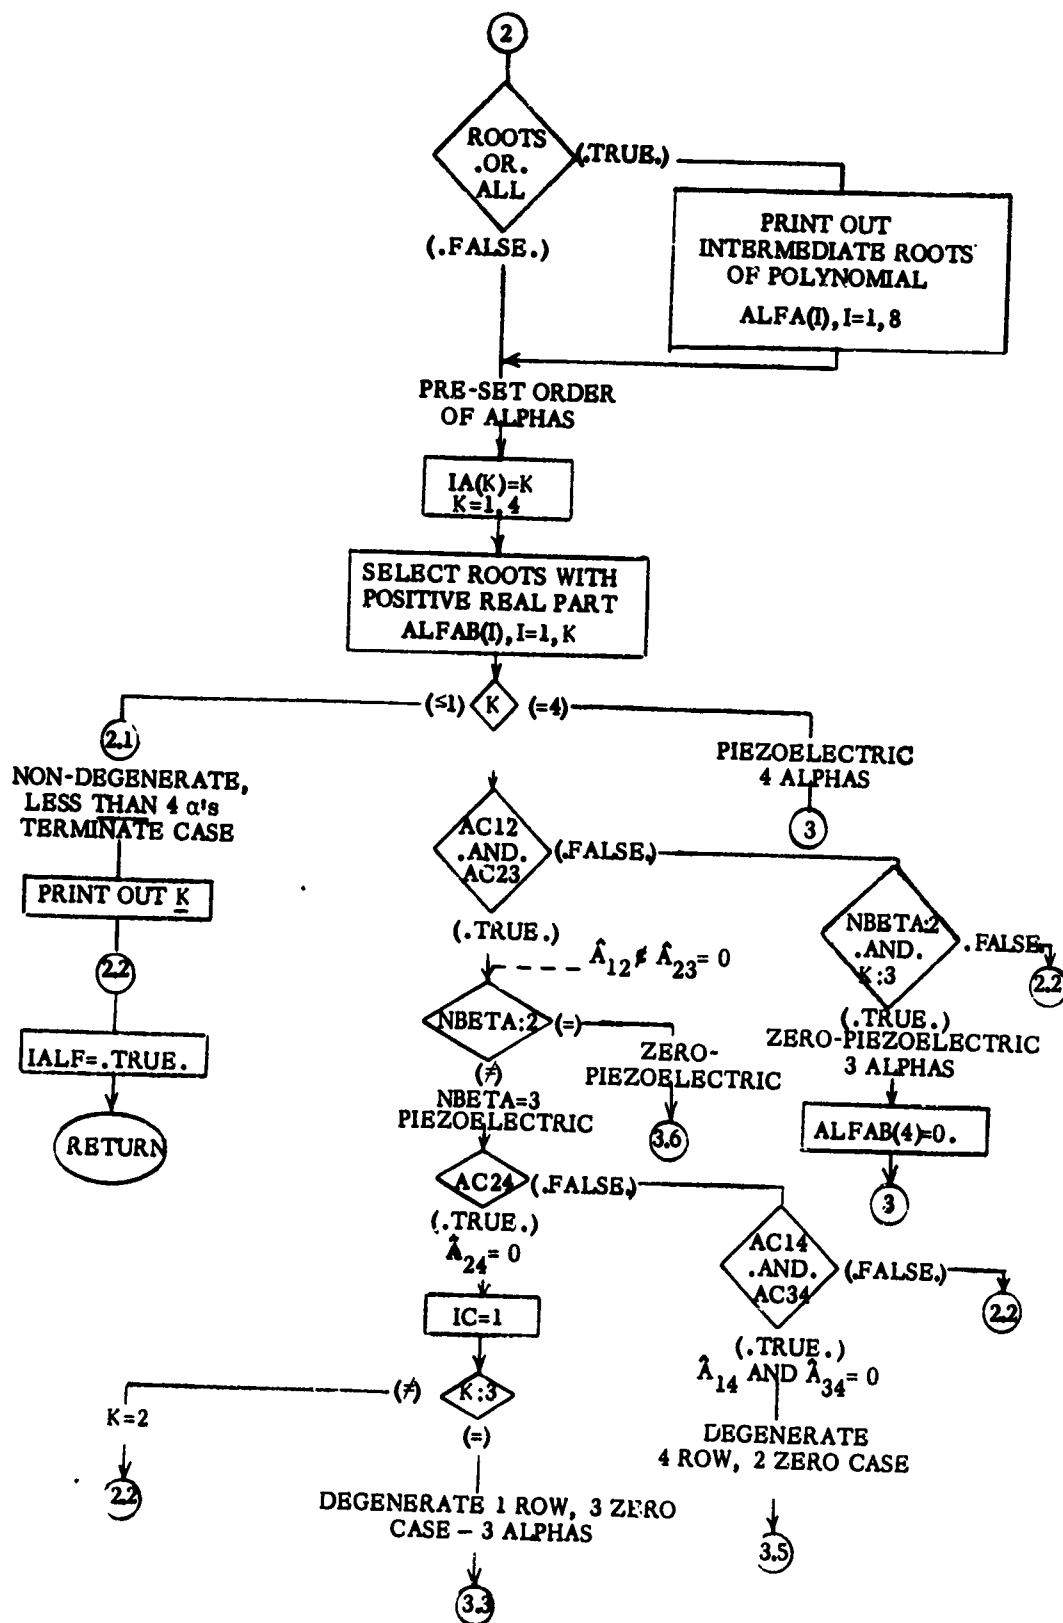 2
ROOTS
.OR.
ALL
(.TRUE.)
(.FALSE.)
PRINT OUT
INTERMEDIATE ROOTS
OF POLYNOMIAL
ALFA(I), I=1, 8
PRE-SET ORDER
OF ALPHAS
IA(K)=K
K=1, 4
SELECT ROOTS WITH
POSITIVE REAL PART
ALFAB(I), I=1, K
(≤1) K (=4)
2.1
NON-DEGENERATE,
LESS THAN 4 α's
TERMINATE CASE
PRINT OUT K
2.2
IALF=.TRUE.
RETURN
PIEZOELECTRIC
4 ALPHAS
3
AC12
.AND.
AC23
(.FALSE.)
(.TRUE.)
Â12 ≠ Â23 = 0
NBETA:2
.AND.
K:3
.FALSE.
2.2
(.TRUE.)
ZERO-PIEZOELECTRIC
3 ALPHAS
ALFAB(4)=0.
3
NBETA:2 (=)
ZERO-
PIEZOELECTRIC
3.6
(≠)
NBETA=3
PIEZOELECTRIC
AC24 (.FALSE.)
(.TRUE.)
Â24 = 0
IC=1
AC14
.AND.
AC34
(.FALSE.)
2.2
(.TRUE.)
Â14 AND Â34 = 0
DEGENERATE
4 ROW, 2 ZERO CASE
3.5
(≠) K:3
K=2
2.2
(=)
DEGENERATE 1 ROW, 3 ZERO
CASE – 3 ALPHAS
3.3